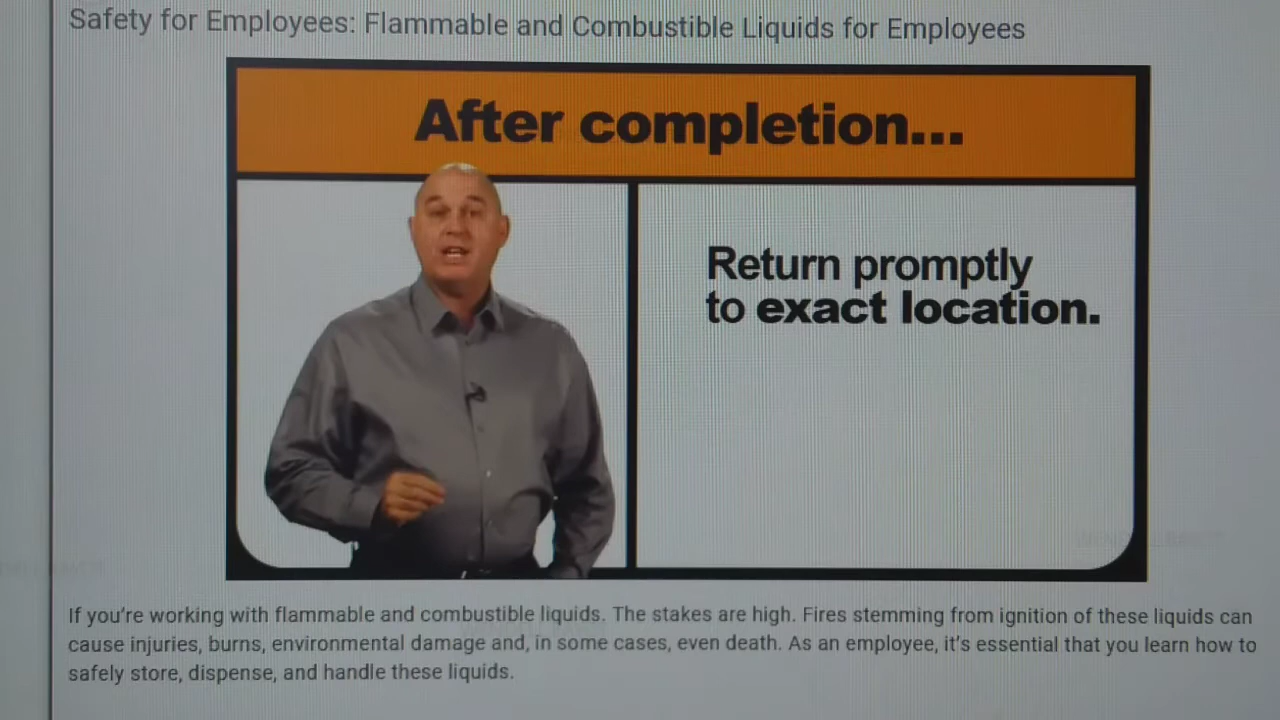 Safety for Employees: Flammable and Combustible Liquids for Employees
After completion...
Return promptly
to exact location.
If you're working with flammable and combustible liquids. The stakes are high. Fires stemming from ignition of these liquids can
cause injuries, burns, environmental damage and, in some cases, even death. As an employee, it's essential that you learn how to
safely store, dispense, and handle these liquids.